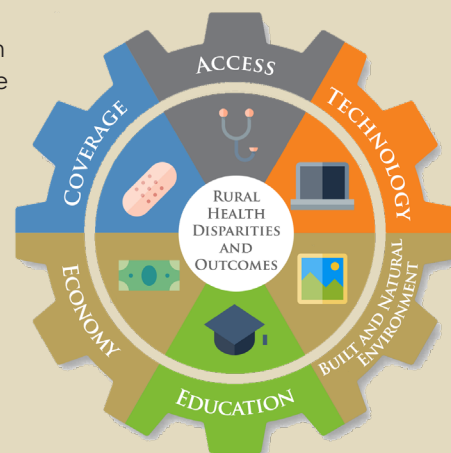 n
e
ACCESS
TECHNOLOGY
BUILT AND NATURAL
ENVIRONMENT
EDUCATION
ECONOMY
COVERAGE
RURAL
HEALTH
DISPARITIES
AND
OUTCOMES